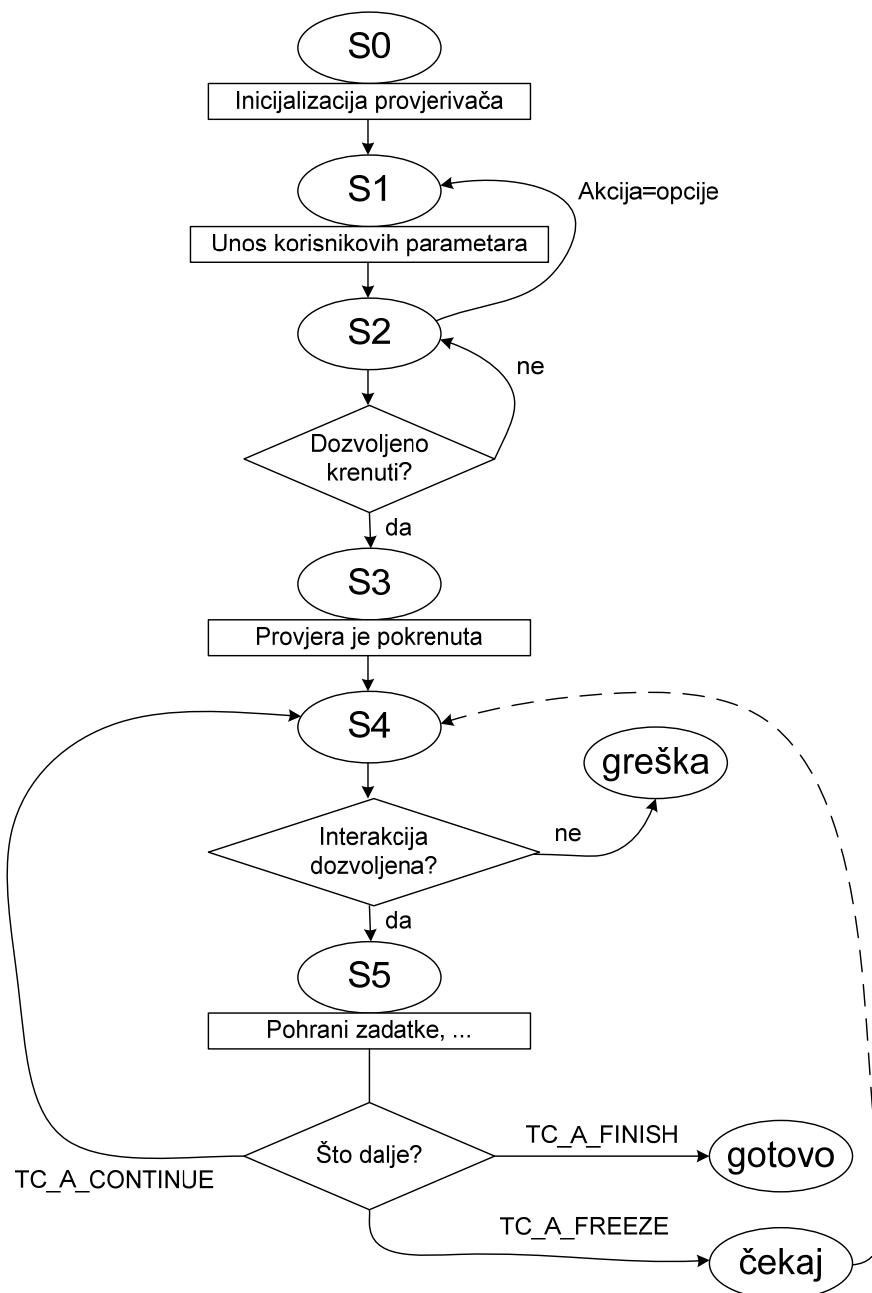 S0
Inicijalizacija provjerivača
S1
Akcija=opcije
Unos korisnikovih parametara
S2
ne
Dozvoljeno
krenuti?
da
S3
Provjera je pokrenuta
S4
greška
Interakcija
dozvoljena?
ne
da
S5
Pohrani zadatke, ...
Što dalje?
TC_A_FINISH
gotovo
TC_A_CONTINUE
TC_A_FREEZE
čekaj